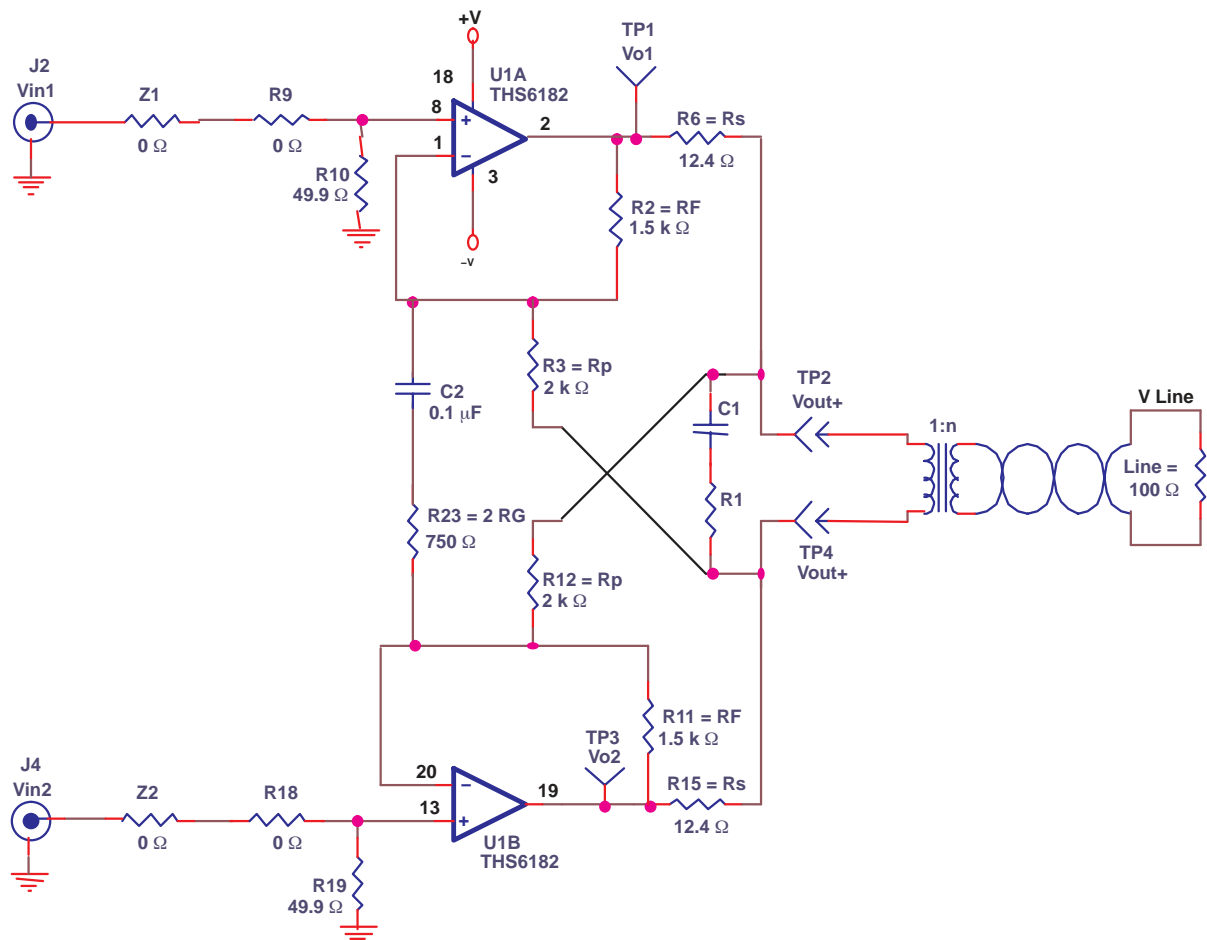 +V
TP1
Vo1
J2
Vin1
Z1
0 Ω
R9
0 Ω
18
U1A
THS6182
8
+
1
−
2
3
−V
R6 = Rs
12.4 Ω
R10
49.9 Ω
R2 = RF
1.5 k Ω
C2
0.1 µF
R3 = Rp
2 k Ω
C1
R1
TP2
Vout+
V Line
1:n
Line =
100 Ω
R23 = 2 RG
750 Ω
TP4
Vout+
R12 = Rp
2 k Ω
R11 = RF
1.5 k Ω
TP3
Vo2
J4
Vin2
Z2
0 Ω
R18
0 Ω
20
−
13
+
19
R15 = Rs
12.4 Ω
U1B
THS6182
R19
49.9 Ω